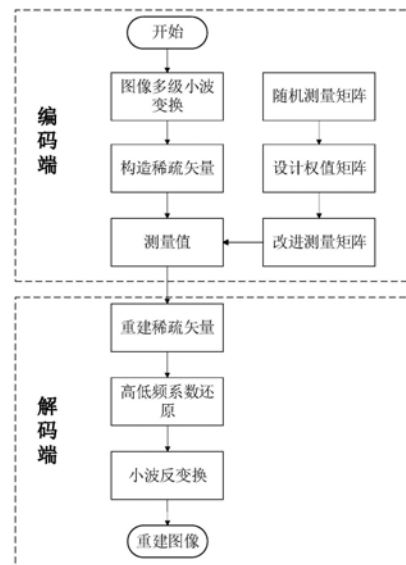 编码端
开始
图像多级小波
变换
构造稀疏矢量
测量值
随机测量矩阵
设计权值矩阵
改进测量矩阵
解码端
重建稀疏矢量
高低频系数还
原
小波反变换
重建图像